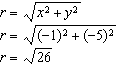 r = √(x² + y²)
r = √((−1)² + (−5)²)
r = √26